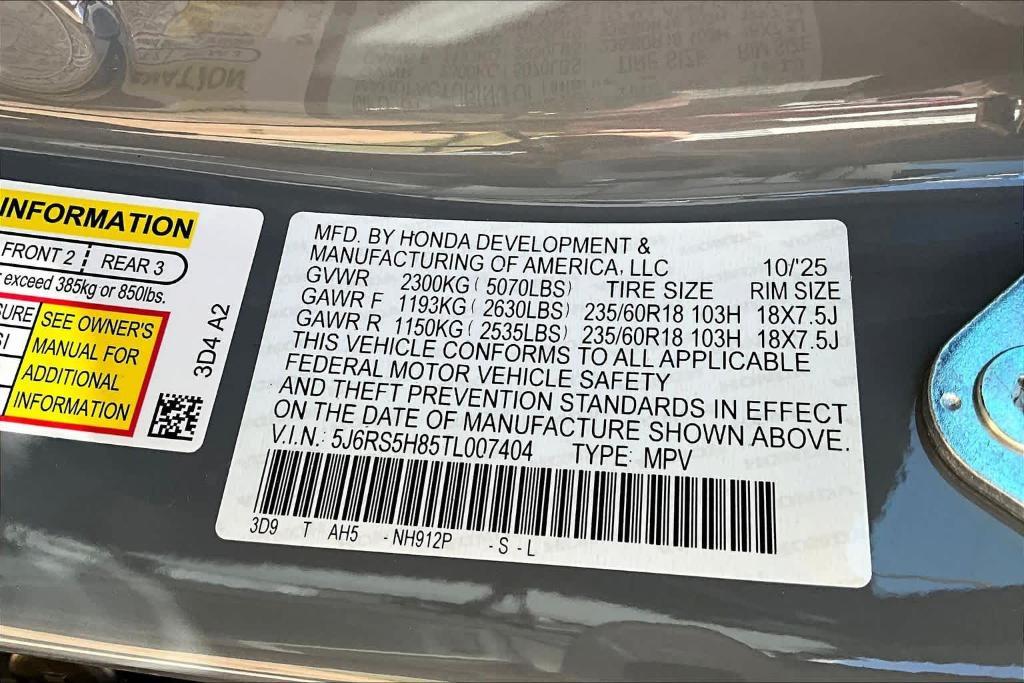 INFORMATION
FRONT 2 REAR 3
exceed 385kg or 850lbs.
SEE OWNER'S
MANUAL FOR
ADDITIONAL
INFORMATION
3D4 A2
MFD. BY HONDA DEVELOPMENT &
MANUFACTURING OF AMERICA, LLC 10/'25
GVWR 2300KG ( 5070LBS) TIRE SIZE RIM SIZE
GAWR F 1193KG ( 2630LBS) 235/60R18 103H 18X7.5J
GAWR R 1150KG ( 2535LBS) 235/60R18 103H 18X7.5J
THIS VEHICLE CONFORMS TO ALL APPLICABLE
FEDERAL MOTOR VEHICLE SAFETY
AND THEFT PREVENTION STANDARDS IN EFFECT
ON THE DATE OF MANUFACTURE SHOWN ABOVE.
V.I.N.: 5J6RS5H85TL007404 TYPE: MPV
3D9 T AH5 -NH912P -S -L